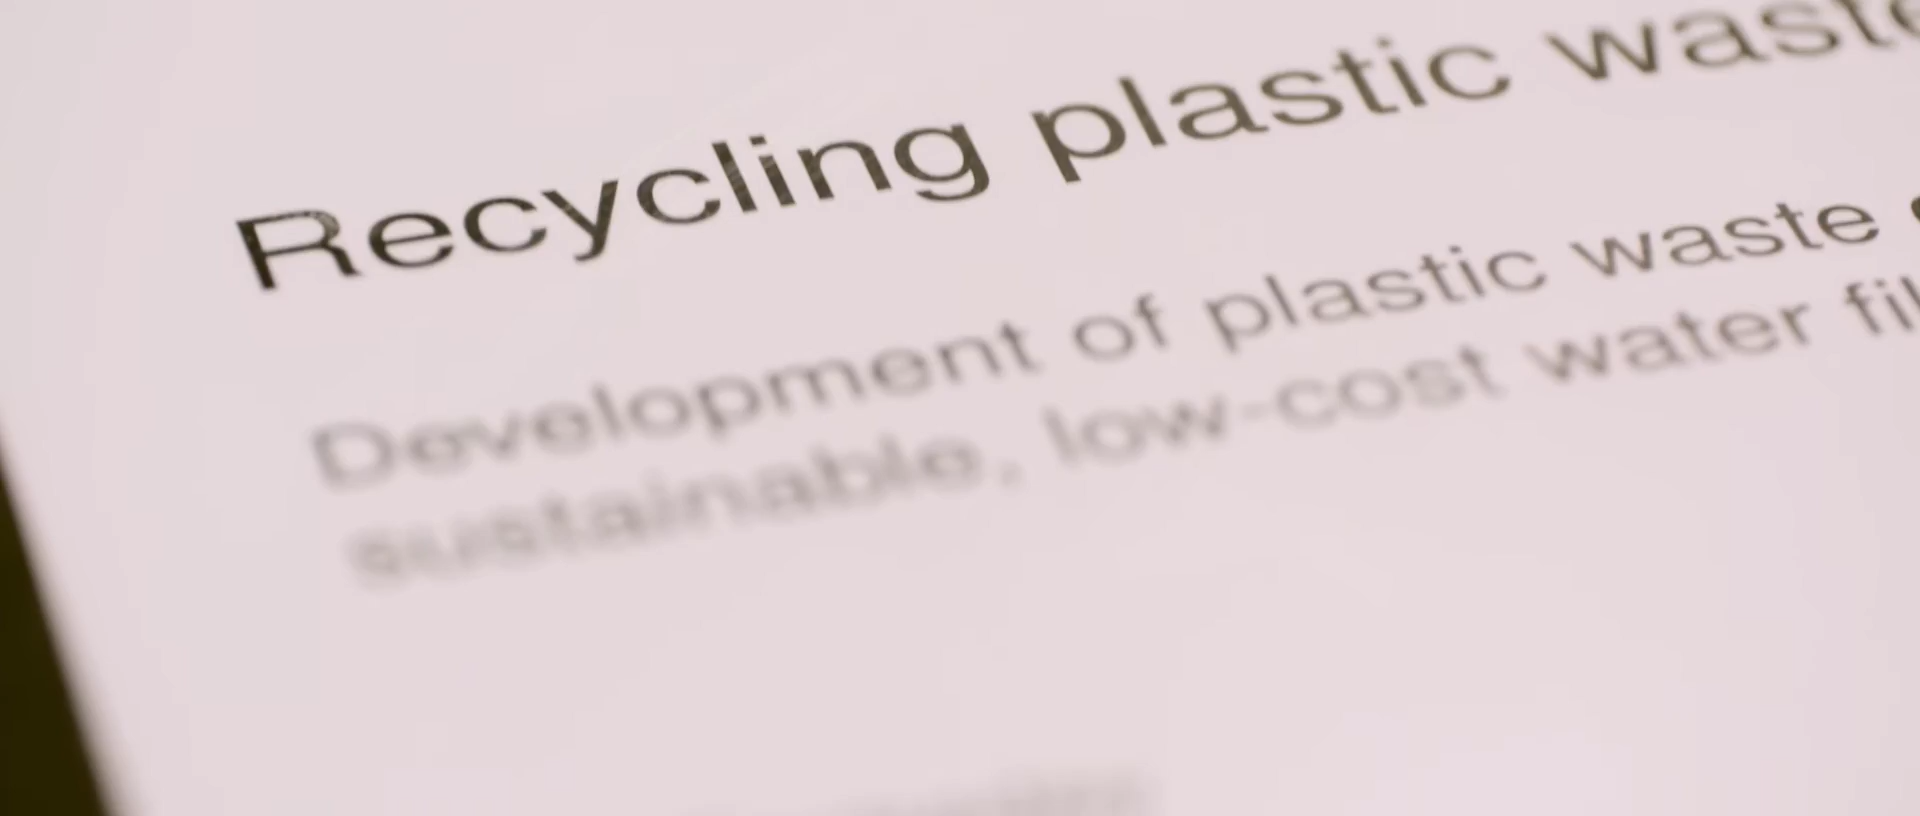 Recycling plastic waste
Development of plastic waste
sustainable, low-cost water